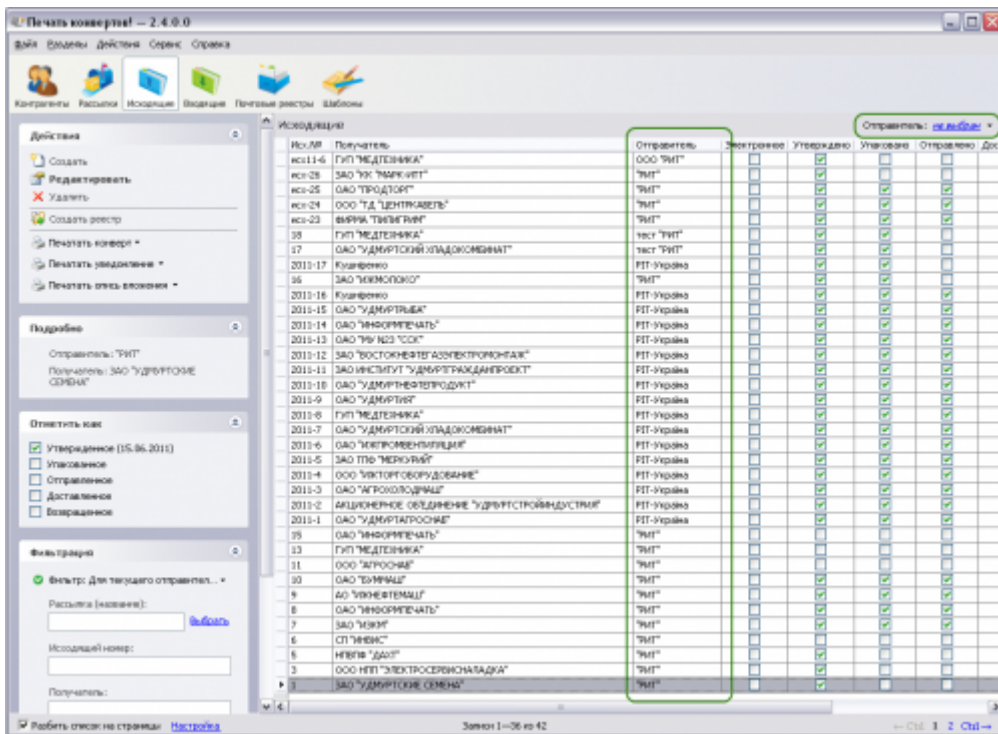 Печать конвертов! — 2.4.0.0
Файл Разделы Действия Сервис Справка
Контрагенты Рассылки Исходящие Входящие Почтовые реестры Шаблоны
Действия
Создать
Редактировать
Удалить
Создать реестр
Печатать конверт
Печатать уведомление
Печатать опись вложения
Подробно
Отправитель: "РИТ"
Получатель: ЗАО "УДМУРТСКИЕ
СЕМЕНА"
Отметить как
Утвержденное (15.06.2011)
Упакованное
Отправленное
Доставленное
Возвращенное
Фильтрация
Фильтр: Для текущего отправител...
Рассылка (название):
Выбрать
Исходящий номер:
Получатель:
Исходящие
Отправитель: не выбран
Исх.№ Получатель Отправитель Электронное Утверждено Упаковано Отправлено Дос
исх11-6 ГУП "МЕДТЕХНИКА" ООО "РИТ"
исх-26 ЗАО "РИТ"
исх-25 ОАО "ПРОДТОРГ" "РИТ"
исх-24 ООО "ТД "ЦЕНТРКАБЕЛЬ" "РИТ"
исх-23 ФИРМА "ПИЛИГРИМ" "РИТ"
18 ГУП "МЕДТЕХНИКА" тест "РИТ"
17 ОАО "УДМУРТСКИЙ ХЛАДОКОМБИНАТ" тест "РИТ"
2011-17 Кушніренко РІТ-Україна
16 ЗАО "ИЖМОЛОКО" "РИТ"
2011-16 Кушніренко РІТ-Україна
2011-15 ОАО "УДМУРТРЫБА" РІТ-Україна
2011-14 ОАО "ИНФОРМПЕЧАТЬ" РІТ-Україна
2011-13 ОАО "МУ N23 "ССК" РІТ-Україна
2011-12 ЗАО "ВОСТОКНЕФТЕГАЗЭЛЕКТРОМОНТАЖ" РІТ-Україна
2011-11 ЗАО ИНСТИТУТ "УДМУРТГРАЖДАНПРОЕКТ" РІТ-Україна
2011-10 ОАО "УДМУРТНЕФТЕПРОДУКТ" РІТ-Україна
2011-9 ОАО "УДМУРТИЯ" РІТ-Україна
2011-8 ГУП "МЕДТЕХНИКА" РІТ-Україна
2011-7 ОАО "УДМУРТСКИЙ ХЛАДОКОМБИНАТ" РІТ-Україна
2011-6 ОАО "ИЖПРОМВЕНТИЛЯЦИЯ" РІТ-Україна
2011-5 ЗАО ТПФ "МЕРКУРИЙ" РІТ-Україна
2011-4 ООО "ИЖТОРГОБОРУДОВАНИЕ" РІТ-Україна
2011-3 ОАО "АГРОХОЛОДМАШ" РІТ-Україна
2011-2 АКЦИОНЕРНОЕ ОБЪЕДИНЕНИЕ "УДМУРТСТРОЙИНДУСТРИЯ" РІТ-Україна
2011-1 ОАО "УДМУРТАГРОСНАБ" РІТ-Україна
15 ОАО "ИНФОРМПЕЧАТЬ" "РИТ"
13 ГУП "МЕДТЕХНИКА" "РИТ"
11 ООО "АГРОСНАБ" "РИТ"
10 ОАО "БУММАШ" "РИТ"
9 АО "ИЖНЕФТЕМАШ" "РИТ"
8 ОАО "ИНФОРМПЕЧАТЬ" "РИТ"
7 ЗАО "ИЗКМ" "РИТ"
6 СП "ИНВИС" "РИТ"
5 НПВПФ "ДАХТ" "РИТ"
3 ООО НПП "ЭЛЕКТРОСЕРВИСНАЛАДКА" "РИТ"
1 ЗАО "УДМУРТСКИЕ СЕМЕНА" "РИТ"
Разбить список на страницы Настройка Записи 1—36 из 42 ← Ctrl 1 2 Ctrl →